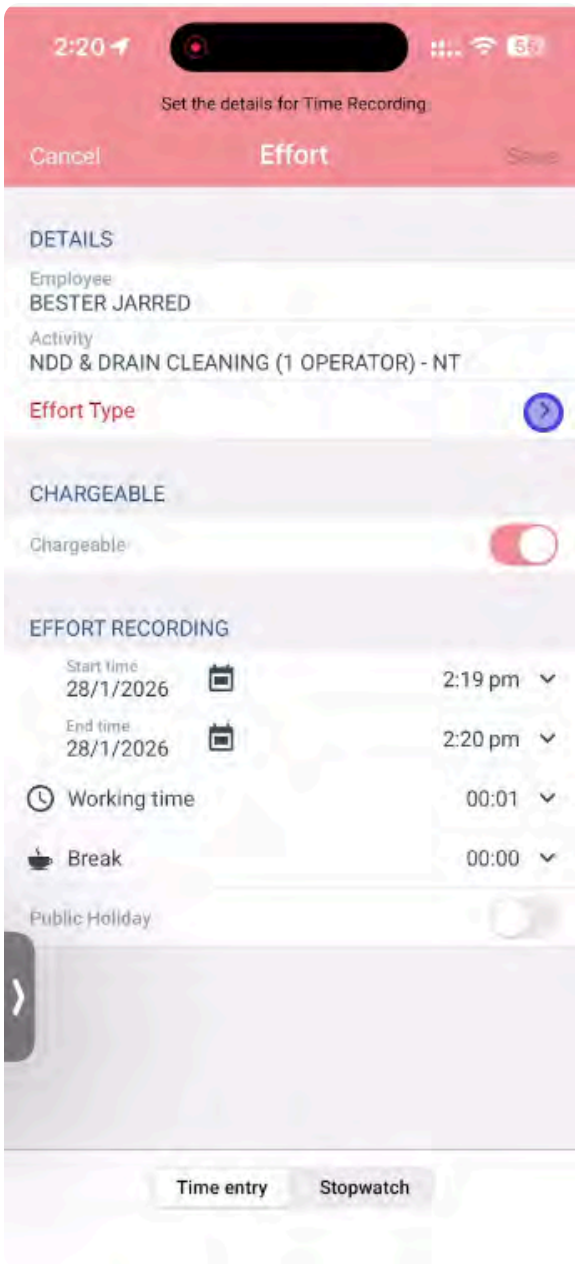 2:20
Set the details for Time Recording
Cancel Effort Save
DETAILS
Employee
BESTER JARRED
Activity
NDD & DRAIN CLEANING (1 OPERATOR) - NT
Effort Type
CHARGEABLE
Chargeable
EFFORT RECORDING
Start time
28/1/2026 2:19 pm
End time
28/1/2026 2:20 pm
Working time 00:01
Break 00:00
Public Holiday
Time entry Stopwatch